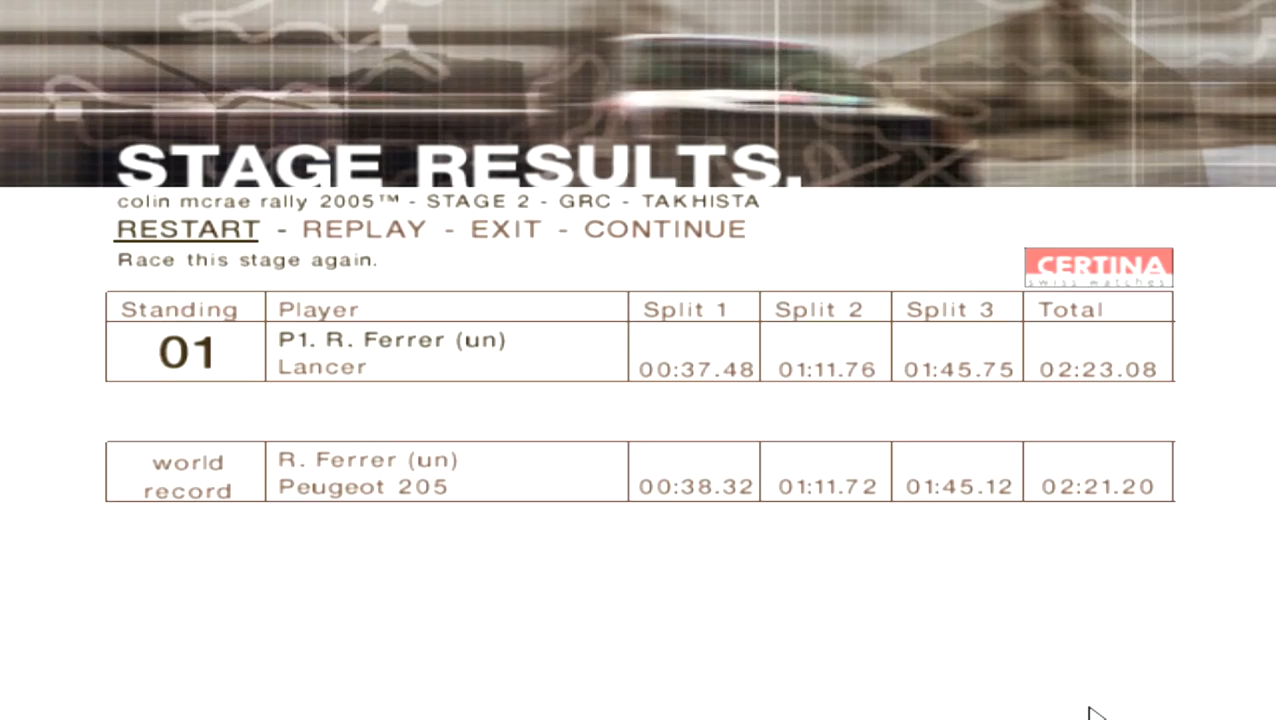 STAGE RESULTS.
colin mcrae rally 2005™ - STAGE 2 - GRC - TAKHISTA
RESTART - REPLAY - EXIT - CONTINUE
Race this stage again.
CERTINA
swiss watches
Standing Player Split 1 Split 2 Split 3 Total
01 P1. R. Ferrer (un)
Lancer 00:37.48 01:11.76 01:45.75 02:23.08
world R. Ferrer (un)
record Peugeot 205 00:38.32 01:11.72 01:45.12 02:21.20